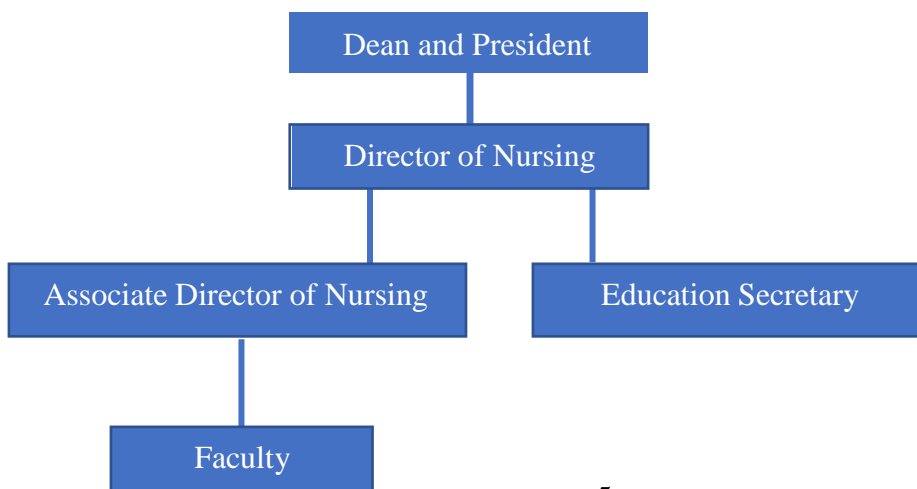 Dean and President
Director of Nursing
Associate Director of Nursing
Education Secretary
Faculty